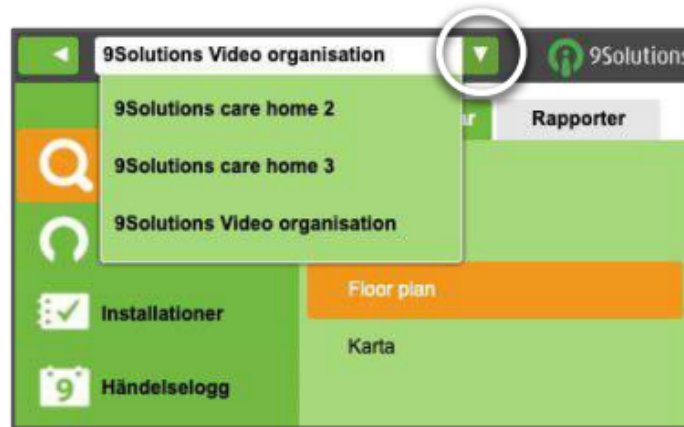 9Solutions Video organisation
9Solutions
9Solutions care home 2
Rapporter
9Solutions care home 3
9Solutions Video organisation
Floor plan
Installationer
Karta
9
Händelselogg